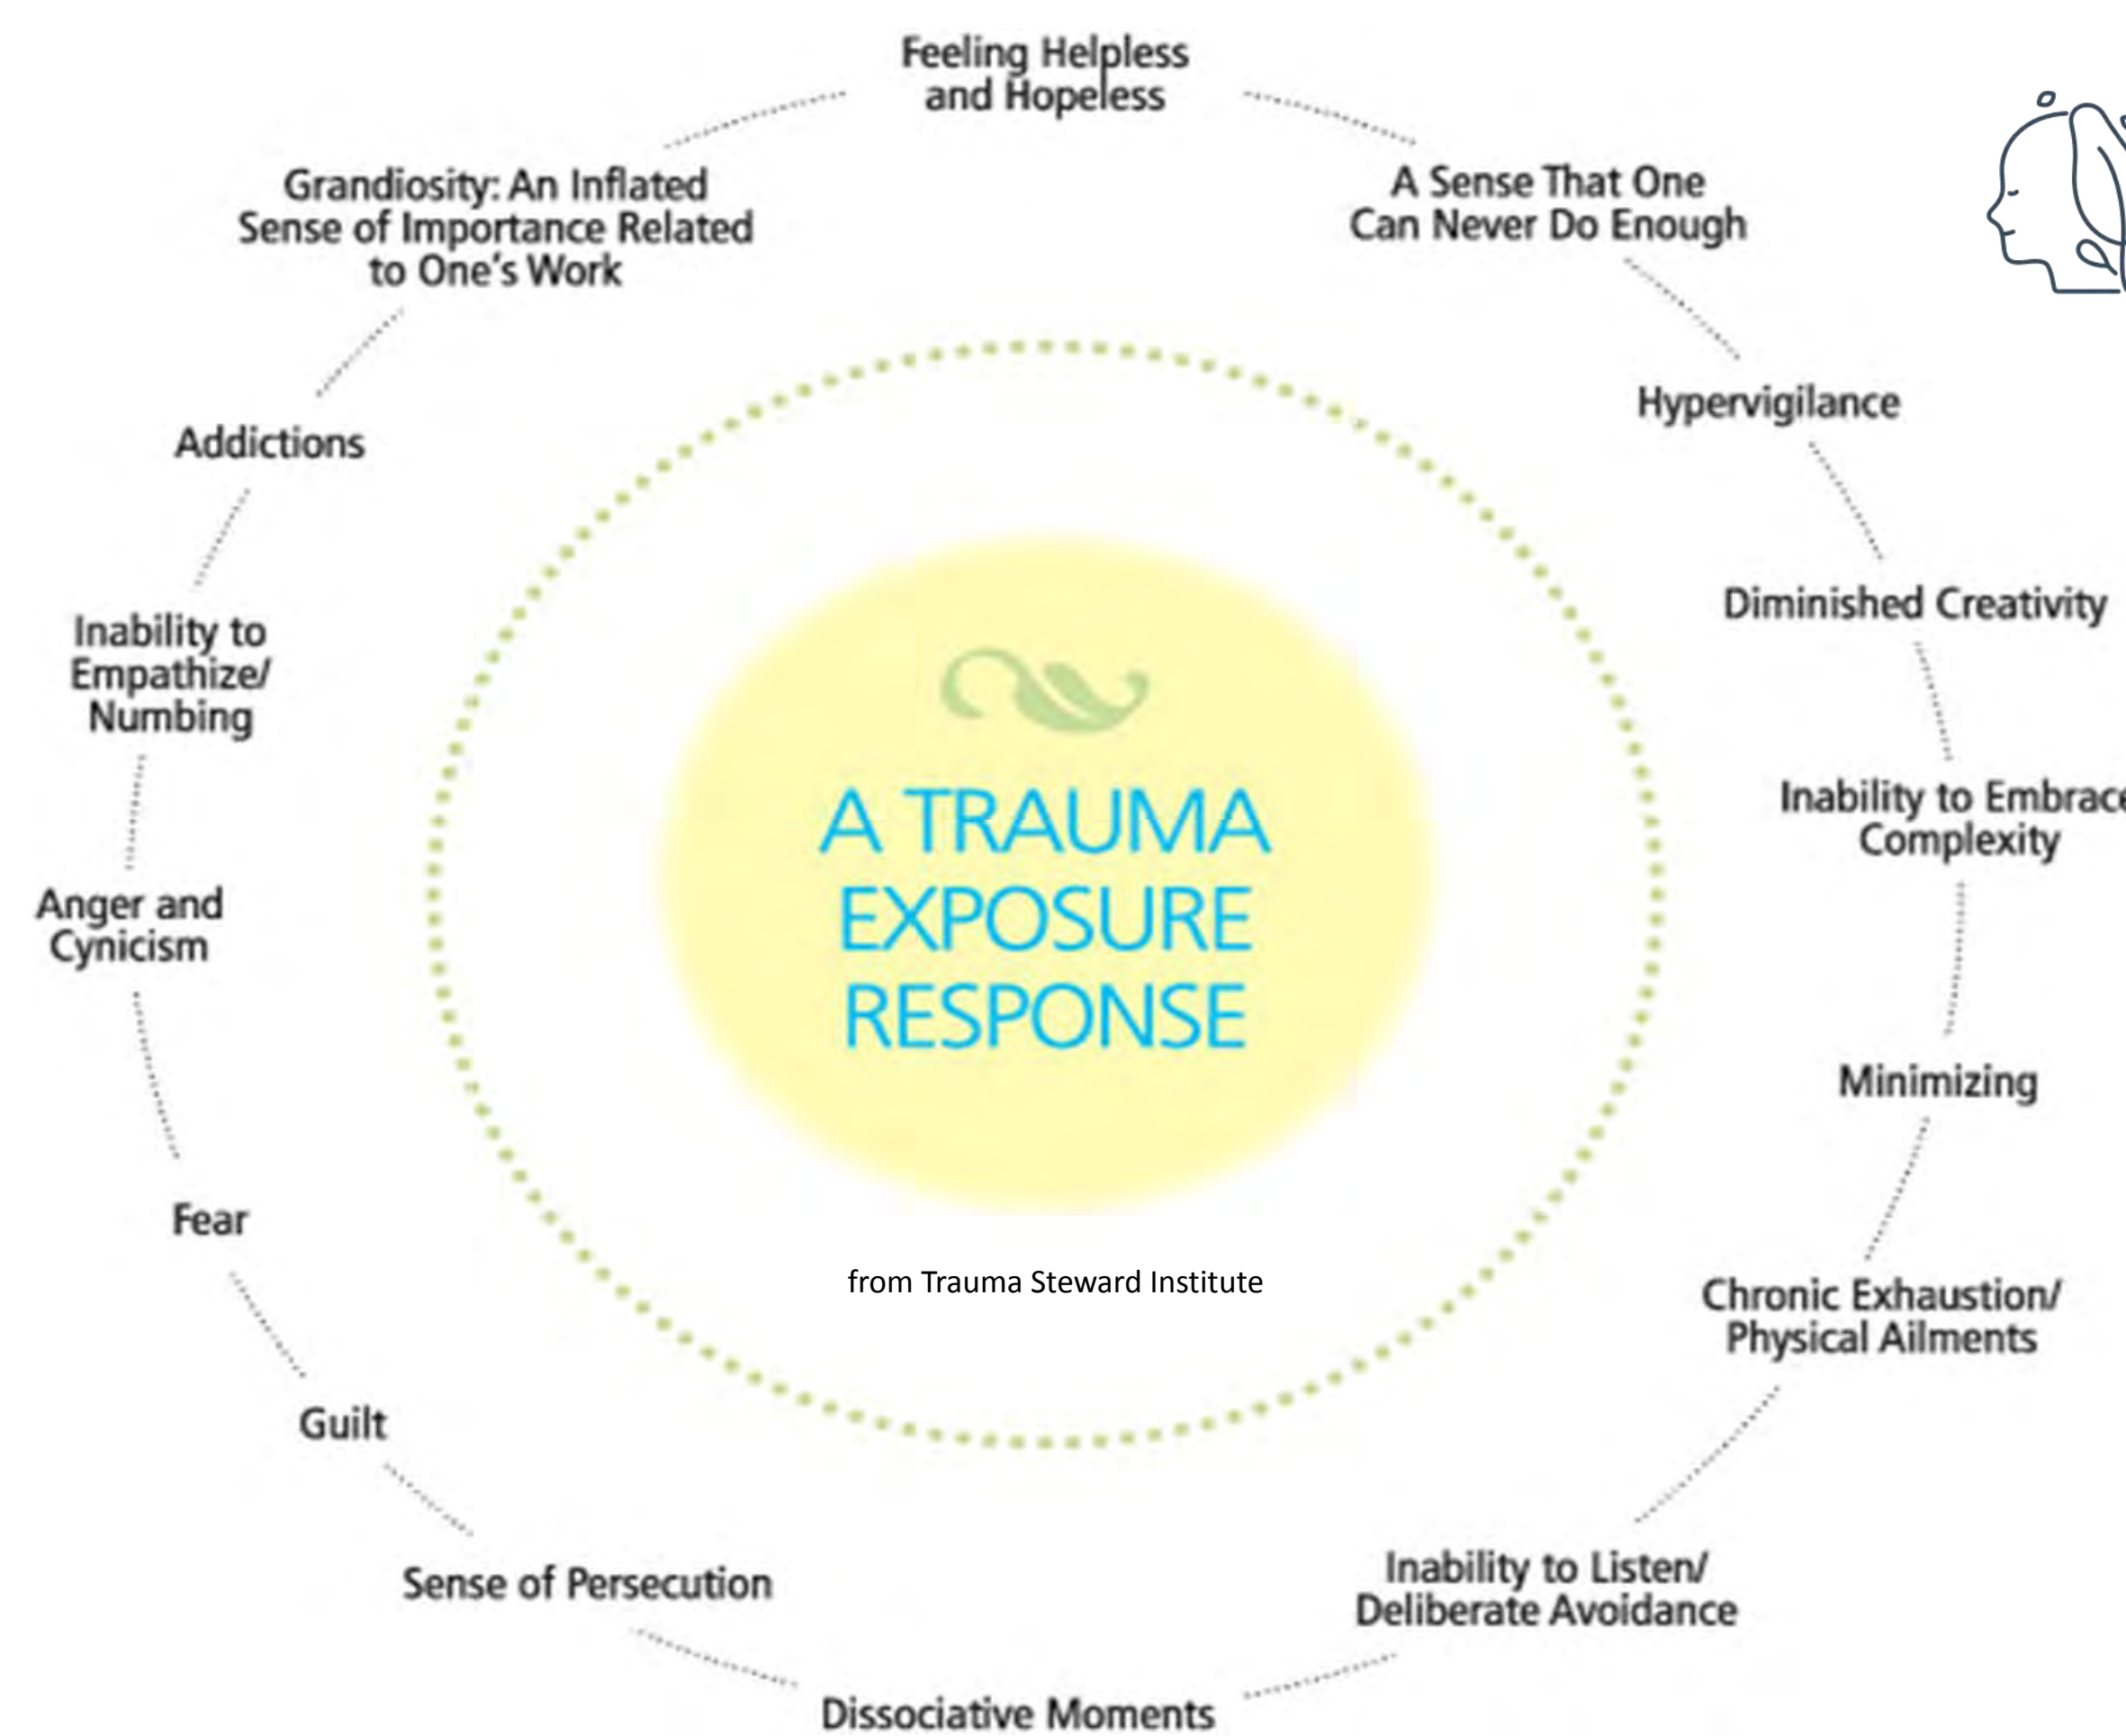 Feeling Helpless
and Hopeless
A Sense That One
Can Never Do Enough
Hypervigilance
Diminished Creativity
Inability to Embrace
Complexity
Minimizing
Chronic Exhaustion/
Physical Ailments
Inability to Listen/
Deliberate Avoidance
Dissociative Moments
Sense of Persecution
Guilt
Fear
Anger and
Cynicism
Inability to
Empathize/
Numbing
Addictions
Grandiosity: An Inflated
Sense of Importance Related
to One's Work
A TRAUMA
EXPOSURE
RESPONSE
from Trauma Steward Institute